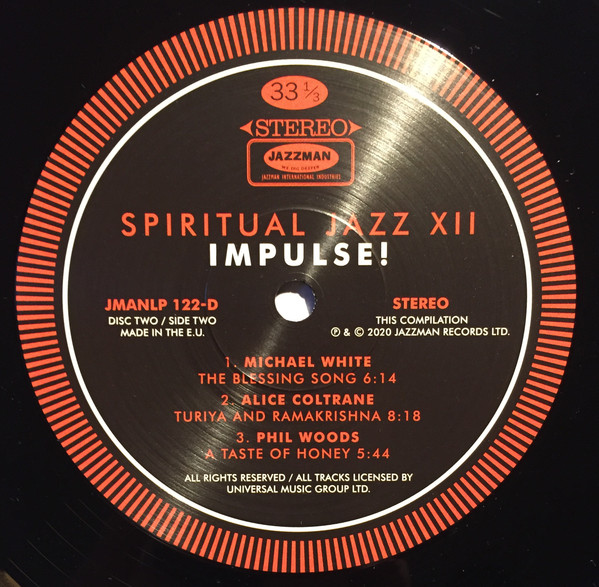 33 1/3
STEREO
JAZZMAN
WE DIG DEEPER
JAZZMAN INTERNATIONAL INDUSTRIES
SPIRITUAL JAZZ XII
IMPULSE!
JMANLP 122-D
DISC TWO / SIDE TWO
MADE IN THE E.U.
STEREO
THIS COMPILATION
℗ & © 2020 JAZZMAN RECORDS LTD.
1. MICHAEL WHITE
THE BLESSING SONG 6:14
2. ALICE COLTRANE
TURIYA AND RAMAKRISHNA 8:18
3. PHIL WOODS
A TASTE OF HONEY 5:44
ALL RIGHTS RESERVED / ALL TRACKS LICENSED BY
UNIVERSAL MUSIC GROUP LTD.